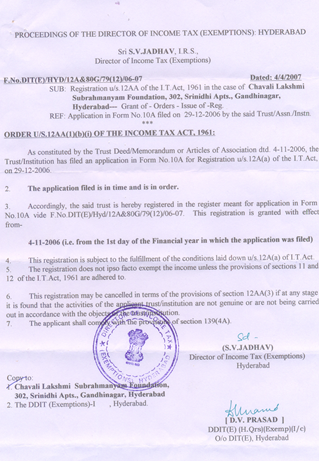 PROCEEDINGS OF THE DIRECTOR OF INCOME TAX (EXEMPTIONS): HYDERABAD
Sri S.V.JADHAV, I.R.S.,
Director of Income Tax (Exemptions)
F.No.DIT(E)/HYD/12A&80G/79(12)/06-07 Dated: 4/4/2007
SUB: Registration u/s.12AA of the I.T.Act, 1961 in the case of Chavali Lakshmi
Subrahmanyam Foundation, 302, Srinidhi Apts., Gandhinagar,
Hyderabad--- Grant of - Orders - Issue of -Reg.
REF: Application in Form No.10A filed on 29-12-2006 by the said Trust/Assn./Instn.
***
ORDER U/S.12AA(1)(b)(i) OF THE INCOME TAX ACT, 1961:
As constituted by the Trust Deed/Memorandum or Articles of Association dtd. 4-11-2006, the
Trust/Institution has filed an application in Form No.10A for Registration u/s.12A(a) of the I.T.Act,
on 29-12-2006.
2. The application filed is in time and is in order.
3. Accordingly, the said trust is hereby registered in the register meant for application in Form
No.10A vide F.No DIT(E)/Hyd/12A&80G/79(12)/06-07. This registration is granted with effect
from-
4-11-2006 (i.e. from the 1st day of the Financial year in which the application was filed)
4. This registration is subject to the fulfillment of the conditions laid down u/s.12A(a) of I.T.Act.
5. The registration does not ipso facto exempt the income unless the provisions of sections 11 and
12 of the I.T.Act, 1961 are adhered to.
6. This registration may be cancelled in terms of the provisions of section 12AA(3) if at any stage
it is found that the activities of the applicant trust/institution are not genuine or are not being carried
out in accordance with the objects of the institution.
7. The applicant shall comply with the provisions of section 139(4A).
Sd -
(S.V.JADHAV)
Director of Income Tax (Exemptions)
Hyderabad
Copy to:
1. Chavali Lakshmi Subrahmanyam Foundation,
302, Srinidhi Apts., Gandhinagar, Hyderabad.
2. The DDIT (Exemptions)-I , Hyderabad.
[ D.V. PRASAD ]
DDIT(E) (H.Qrs)(Exemp)(I/c)
O/o DIT(E), Hyderabad